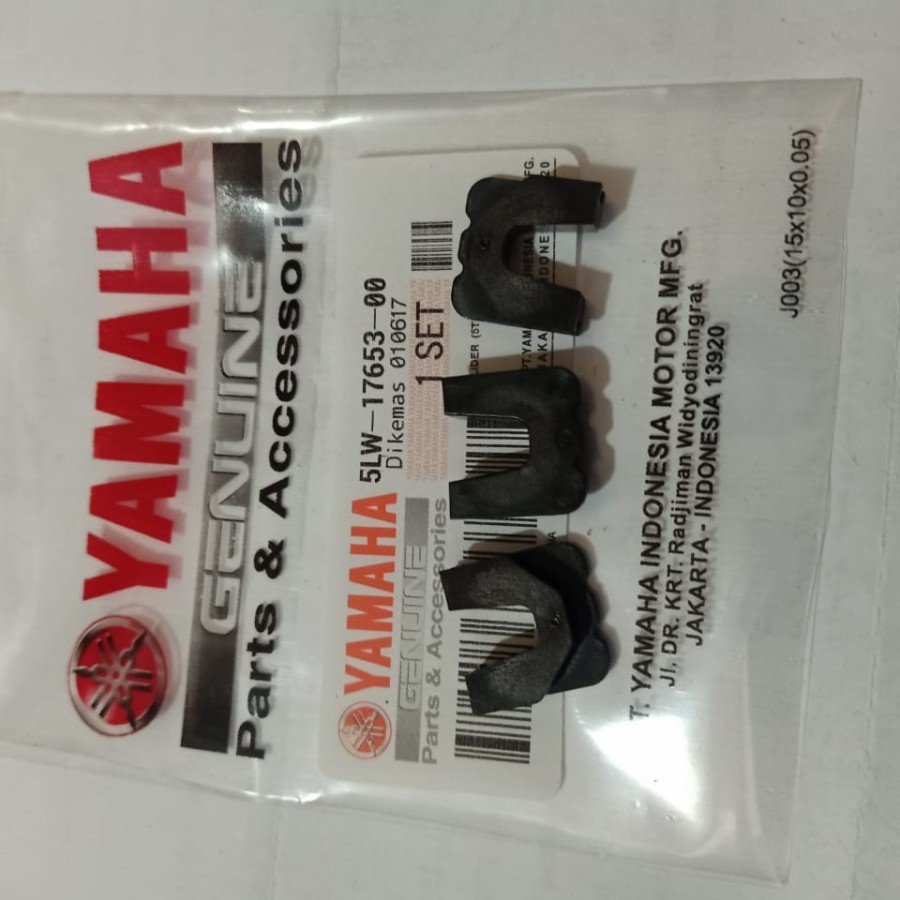 YAMAHA
GENUINE
Parts & Accessories
YAMAHA
GENUINE
Parts & Accessories
5LW-17653-00
Dikemas 010617
1 SET
YAMAHA INDONESIA MOTOR MFG.
Jl. DR. KRT. Radjiman Widyodiningrat
JAKARTA - INDONESIA 13920
J003(15x10x0.05)